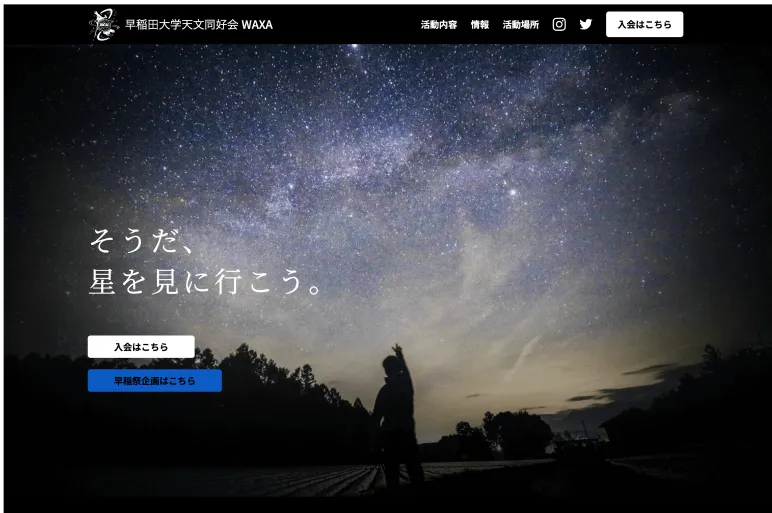 早稲田大学天文同好会 WAXA
活動内容 情報 活動場所 入会はこちら
そうだ、
星を見に行こう。
入会はこちら
早稲祭企画はこちら